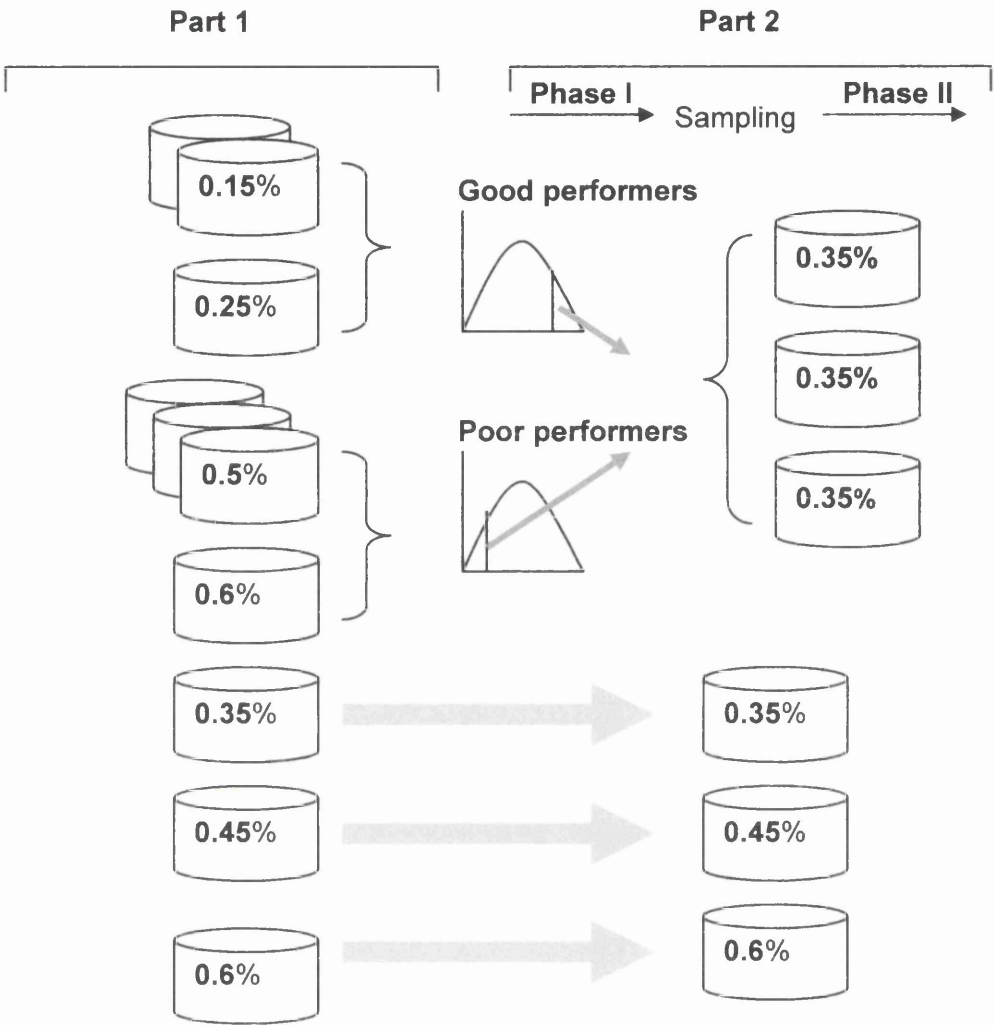 Part 1
Part 2
Phase I
Sampling
Phase II
0.15%
0.25%
Good performers
0.35%
0.35%
0.35%
Poor performers
0.5%
0.6%
0.35%
0.35%
0.45%
0.45%
0.6%
0.6%